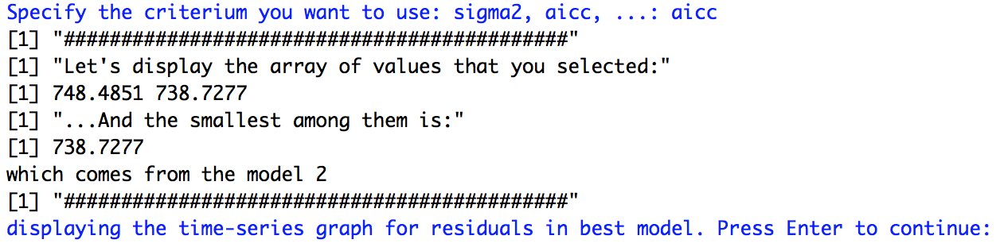 Specify the criterium you want to use: sigma2, aicc, ...: aicc
[1] "############################################"
[1] "Let's display the array of values that you selected:"
[1] 748.4851 738.7277
[1] "...And the smallest among them is:"
[1] 738.7277
which comes from the model 2
[1] "############################################"
displaying the time-series graph for residuals in best model. Press Enter to continue: